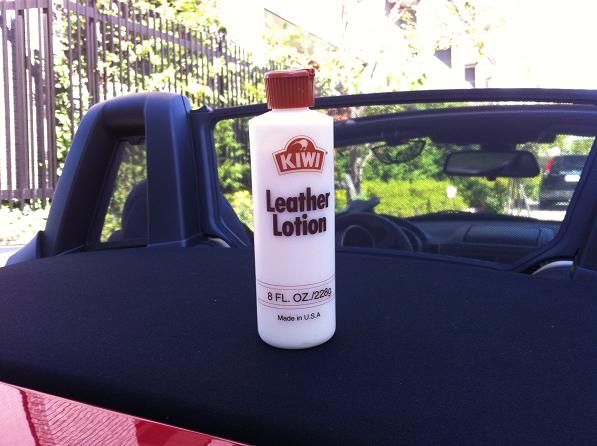 KIWI
Leather
Lotion
8 FL. OZ./228g
Made in U.S.A